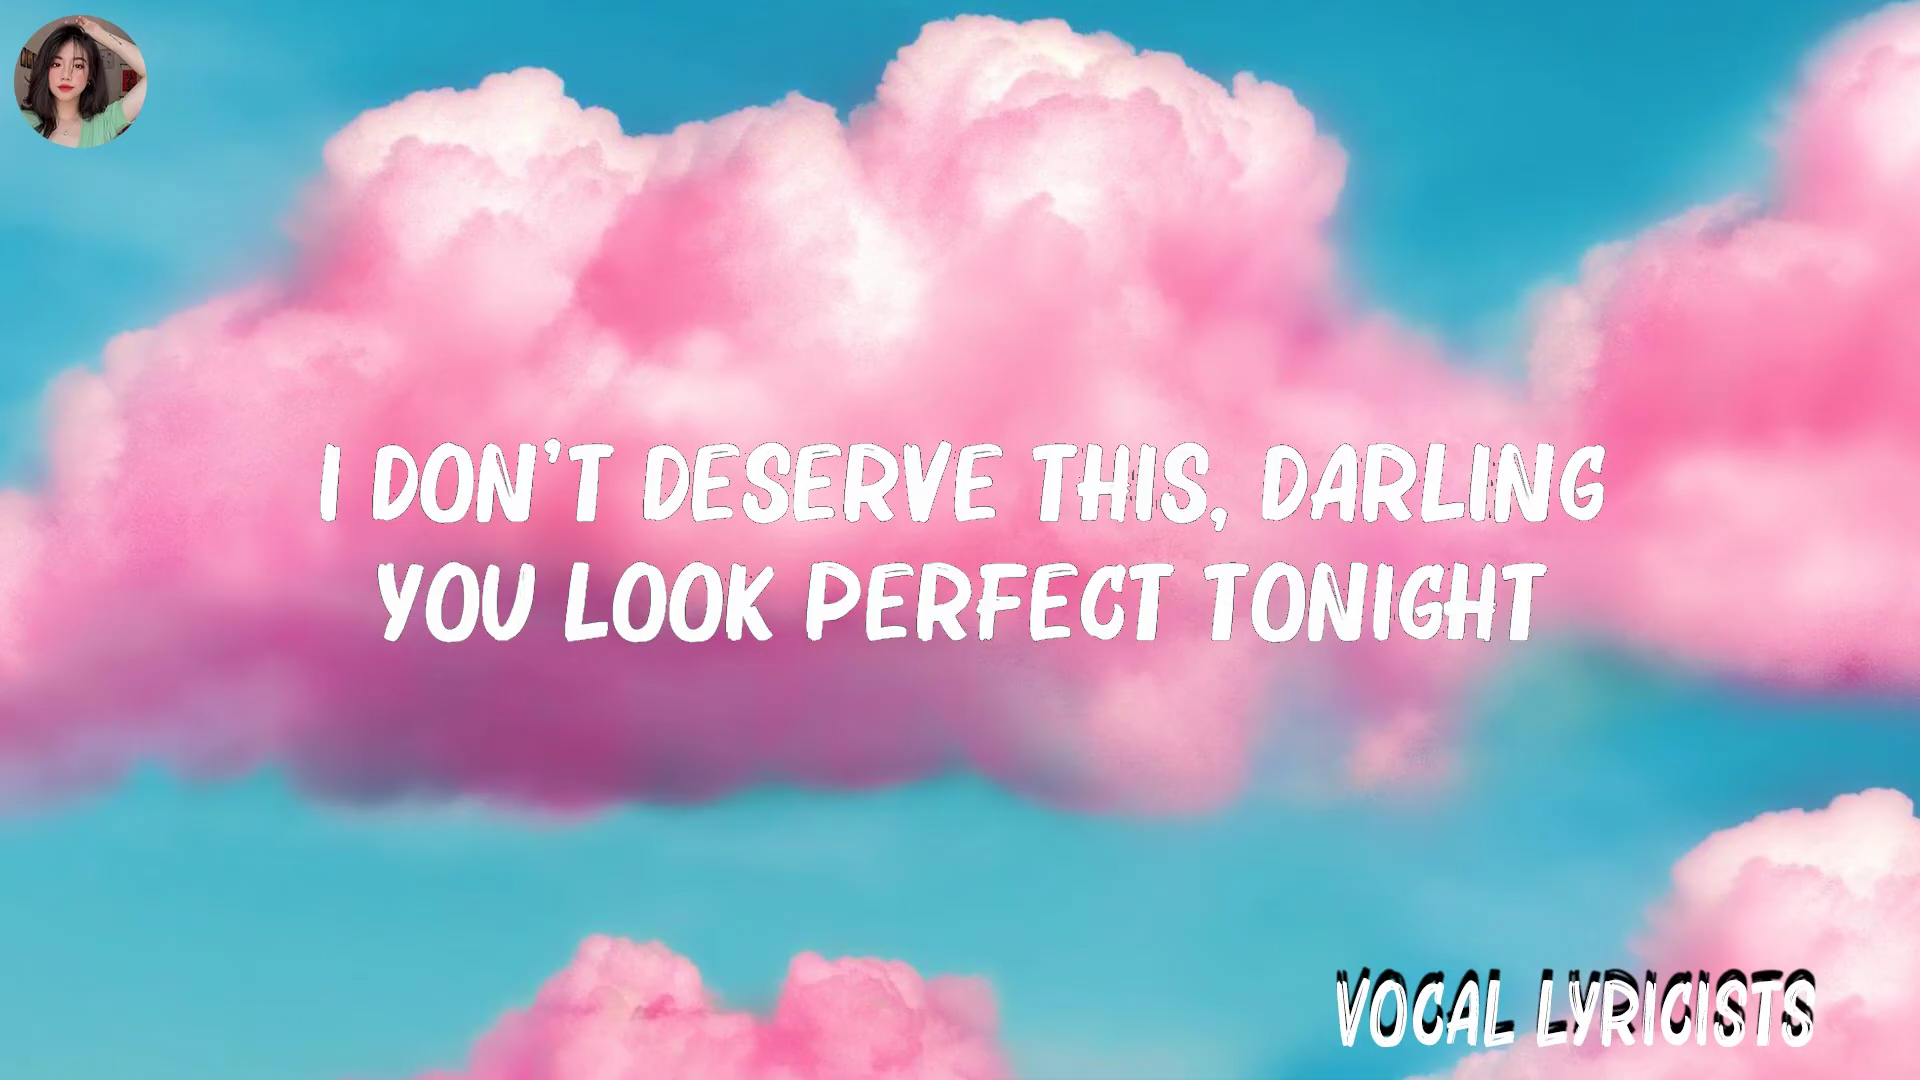 I DON'T DESERVE THIS, DARLING
YOU LOOK PERFECT TONIGHT
VOCAL LYRICISTS